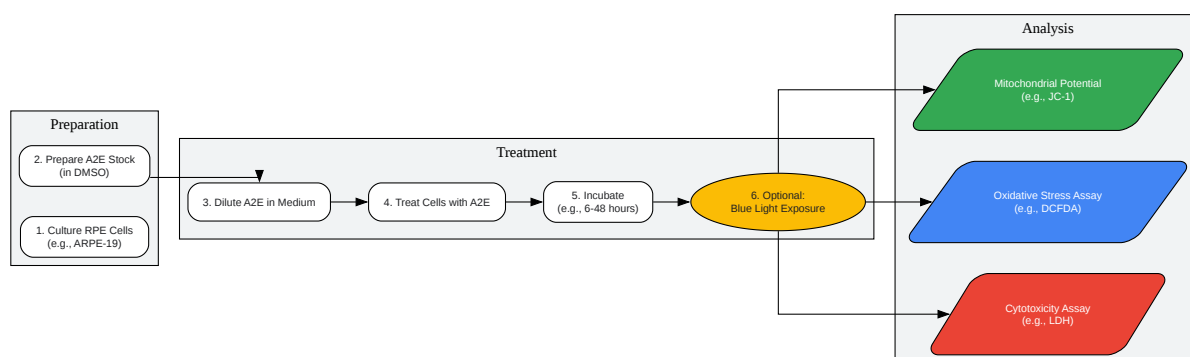 Preparation
2. Prepare A2E Stock
(in DMSO)
1. Culture RPE Cells
(e.g., ARPE-19)
Treatment
3. Dilute A2E in Medium
4. Treat Cells with A2E
5. Incubate
(e.g., 6-48 hours)
6. Optional:
Blue Light Exposure
Analysis
Mitochondrial Potential
(e.g., JC-1)
Oxidative Stress Assay
(e.g., DCFDA)
Cytotoxicity Assay
(e.g., LDH)